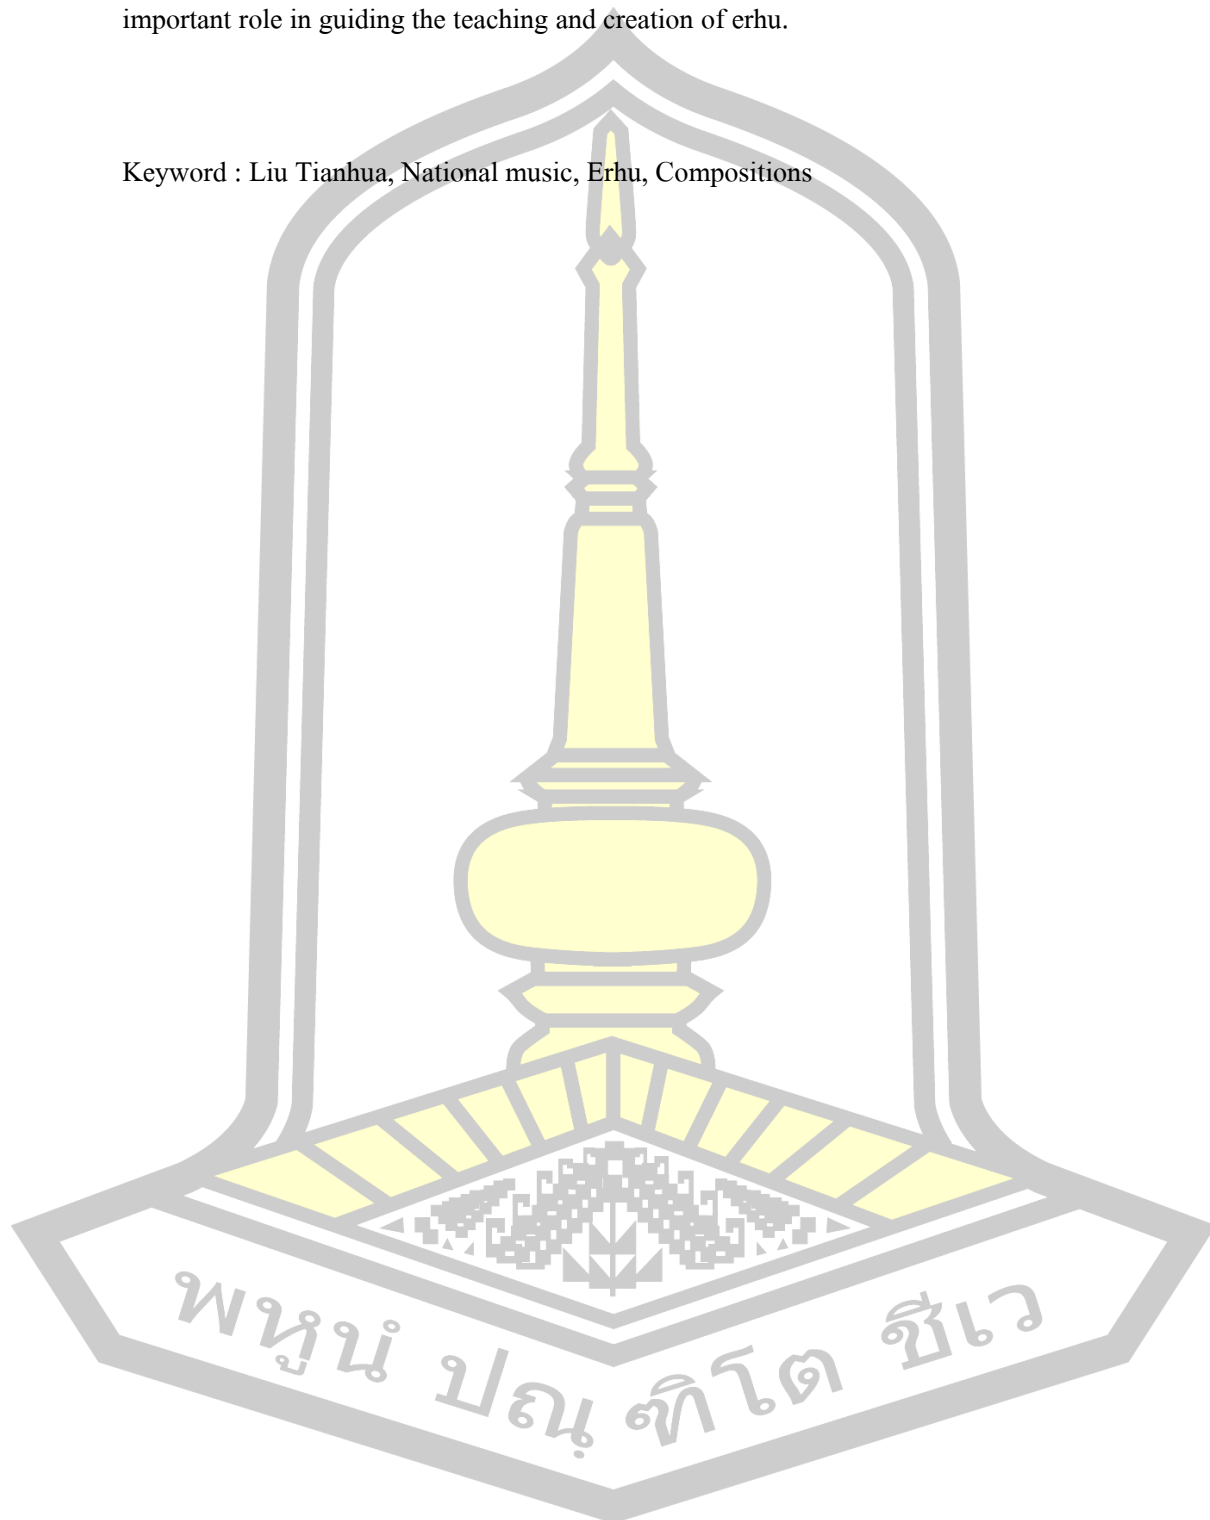 important role in guiding the teaching and creation of erhu.
Keyword : Liu Tianhua, National music, Erhu, Compositions
พหูนํ ปณฺฑิโต ชีเว